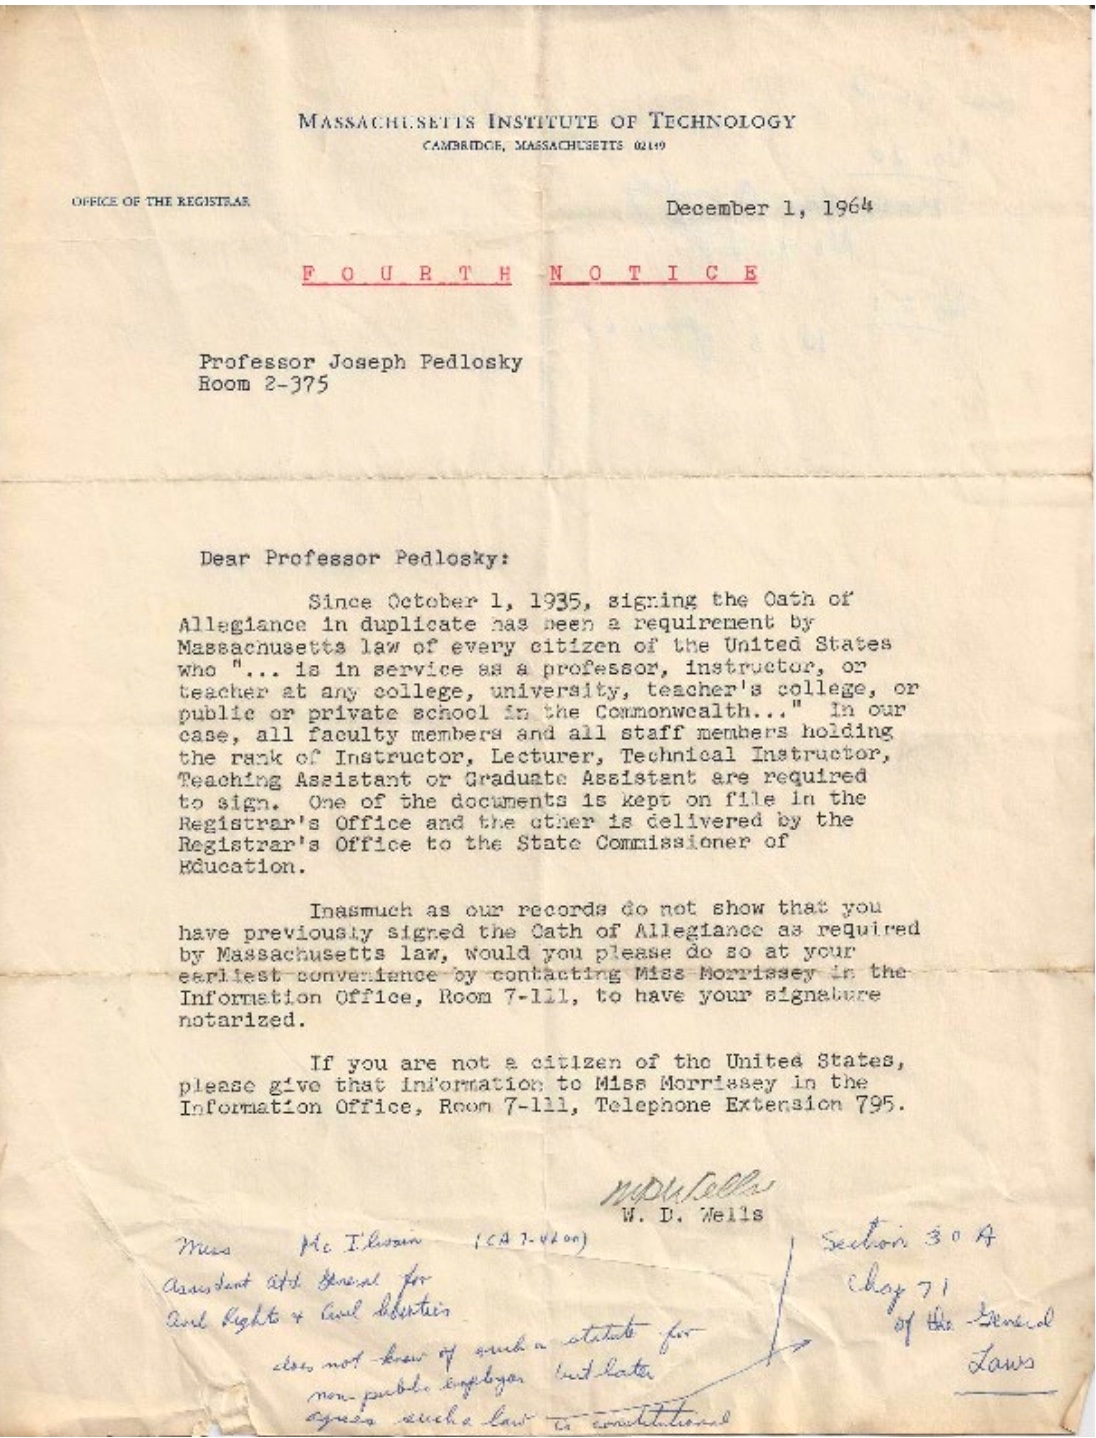 MASSACHUSETTS INSTITUTE OF TECHNOLOGY
CAMBRIDGE, MASSACHUSETTS 02139
OFFICE OF THE REGISTRAR
December 1, 1964
FOURTH NOTICE
Professor Joseph Pedlosky
Room 2-375
Dear Professor Pedlosky:
Since October 1, 1935, signing the Oath of
Allegiance in duplicate has been a requirement by
Massachusetts law of every citizen of the United States
who "... is in service as a professor, instructor, or
teacher at any college, university, teacher's college, or
public or private school in the Commonwealth..." In our
case, all faculty members and all staff members holding
the rank of Instructor, Lecturer, Technical Instructor,
Teaching Assistant or Graduate Assistant are required
to sign. One of the documents is kept on file in the
Registrar's Office and the other is delivered by the
Registrar's Office to the State Commissioner of
Education.
Inasmuch as our records do not show that you
have previously signed the Oath of Allegiance as required
by Massachusetts law, would you please do so at your
earliest convenience by contacting Miss Morrissey in the
Information Office, Room 7-111, to have your signature
notarized.
If you are not a citizen of the United States,
please give that information to Miss Morrissey in the
Information Office, Room 7-111, Telephone Extension 795.
WDWells
W. D. Wells
Miss Mc
Assistant Att General for
Civil Rights + Civil liberties
does not know of such a statute for
non-public employees but later
agrees such a law is constitutional
Section 30 A
Chap 71
of the General
Laws